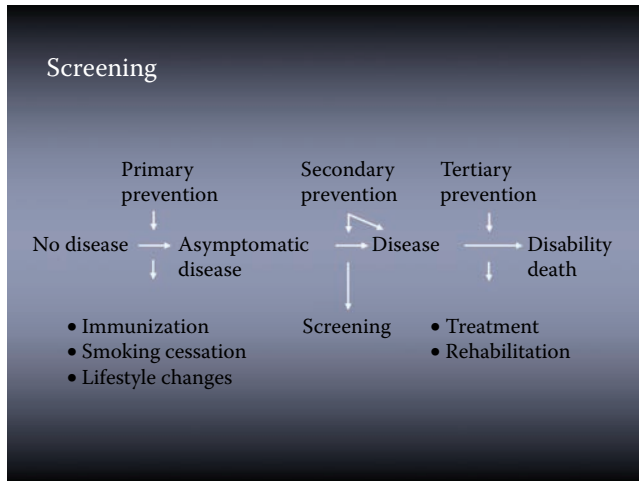 Screening
Primary
prevention
Secondary
prevention
Tertiary
prevention
No disease
Asymptomatic
disease
Disease
Disability
death
• Immunization
• Smoking cessation
• Lifestyle changes
Screening
• Treatment
• Rehabilitation